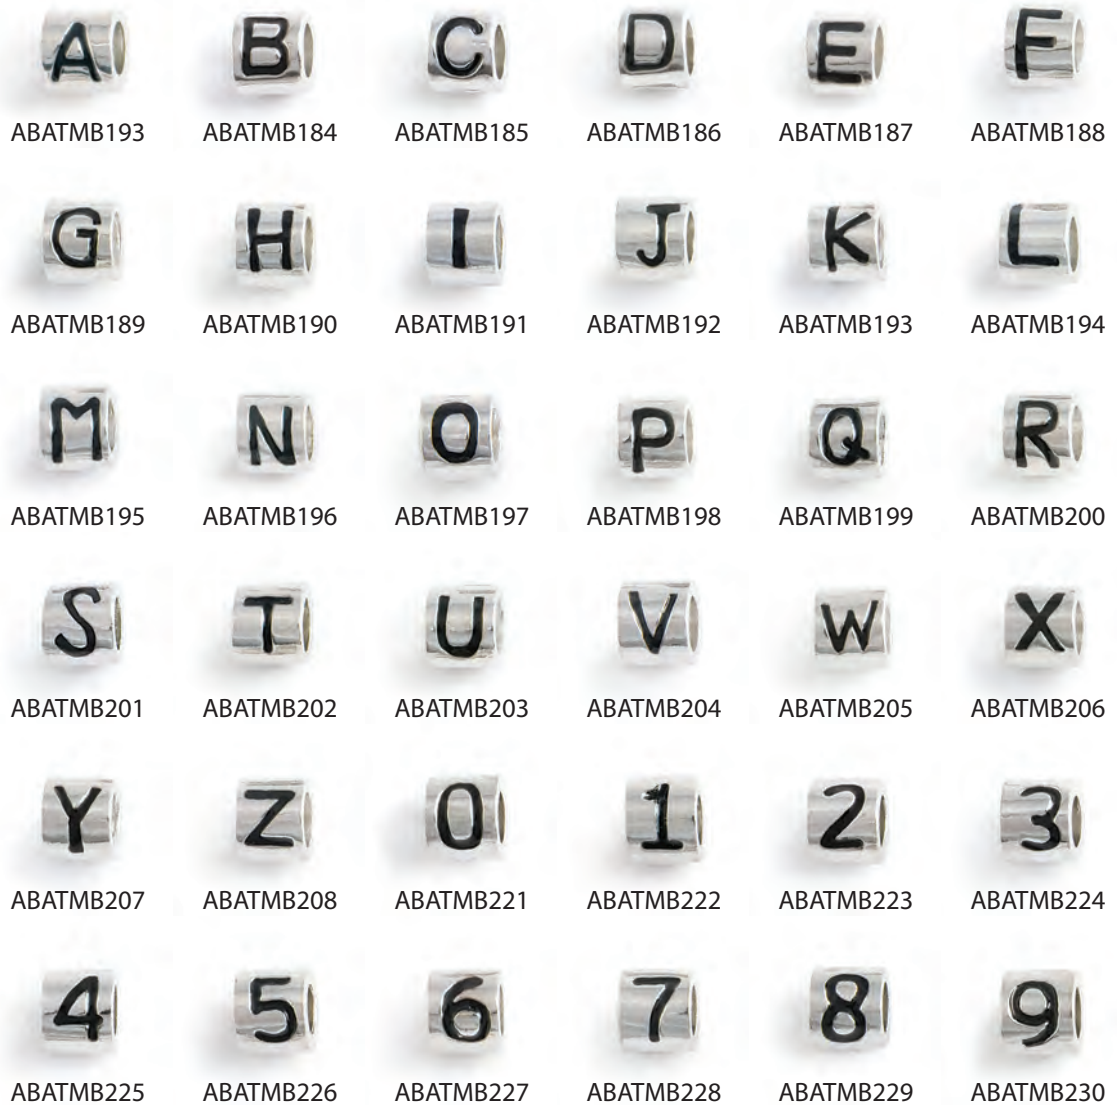 A B C D E F
ABATMB193 ABATMB184 ABATMB185 ABATMB186 ABATMB187 ABATMB188
G H I J K L
ABATMB189 ABATMB190 ABATMB191 ABATMB192 ABATMB193 ABATMB194
M N O P Q R
ABATMB195 ABATMB196 ABATMB197 ABATMB198 ABATMB199 ABATMB200
S T U V W X
ABATMB201 ABATMB202 ABATMB203 ABATMB204 ABATMB205 ABATMB206
Y Z 0 1 2 3
ABATMB207 ABATMB208 ABATMB221 ABATMB222 ABATMB223 ABATMB224
4 5 6 7 8 9
ABATMB225 ABATMB226 ABATMB227 ABATMB228 ABATMB229 ABATMB230